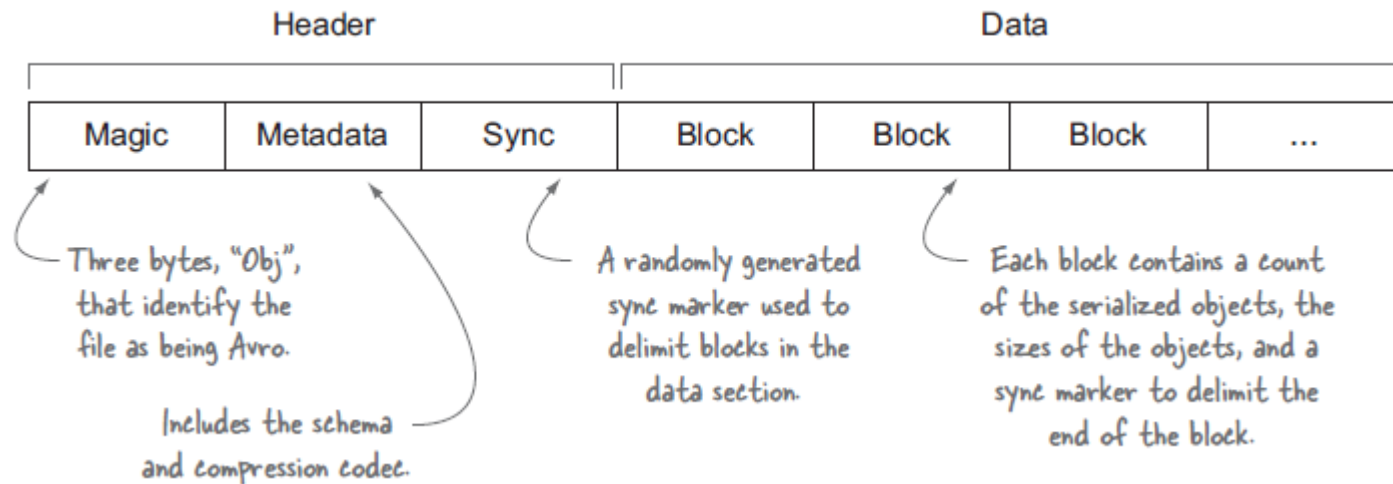 Header
Data
Magic
Metadata
Sync
Block
Block
Block
...
Three bytes, “Obj”,
that identify the
file as being Avro.
Includes the schema
and compression codec.
A randomly generated
sync marker used to
delimit blocks in the
data section.
Each block contains a count
of the serialized objects, the
sizes of the objects, and a
sync marker to delimit the
end of the block.